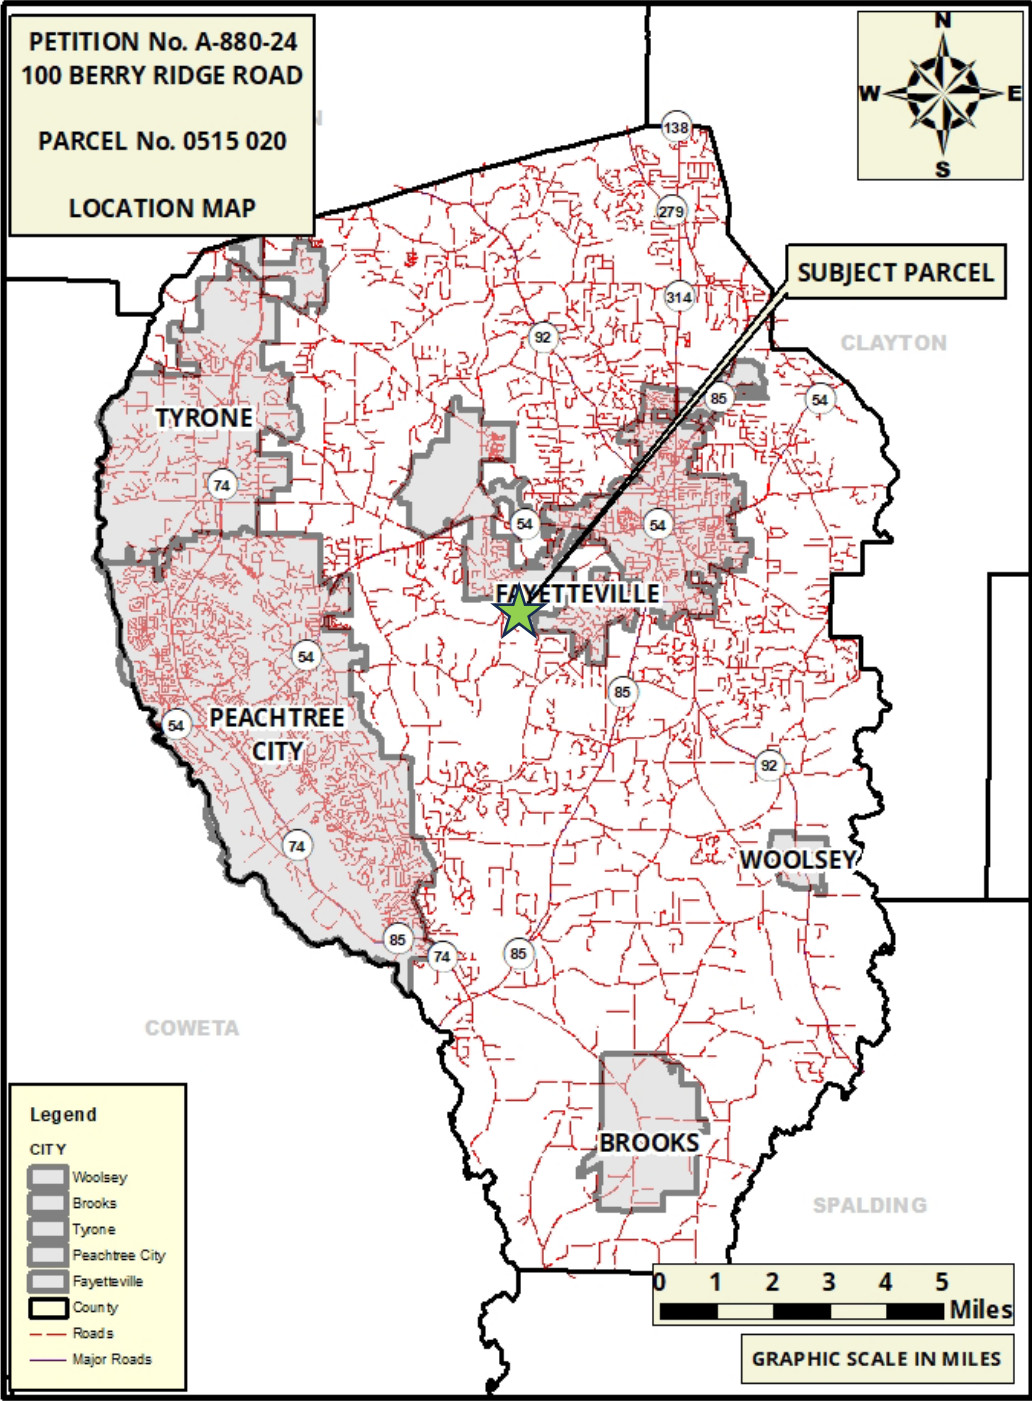 PETITION No. A-880-24
100 BERRY RIDGE ROAD
PARCEL No. 0515 020
LOCATION MAP
N
W
E
S
N
138
279
SUBJECT PARCEL
314
92
CLAYTON
85
54
TYRONE
74
54
54
FAYETTEVILLE
54
85
54
PEACHTREE
CITY
92
74
WOOLSEY
85
74
85
COWETA
BROOKS
SPALDING
Legend
CITY
Woolsey
Brooks
Tyrone
Peachtree City
Fayetteville
County
Roads
Major Roads
0 1 2 3 4 5
Miles
GRAPHIC SCALE IN MILES